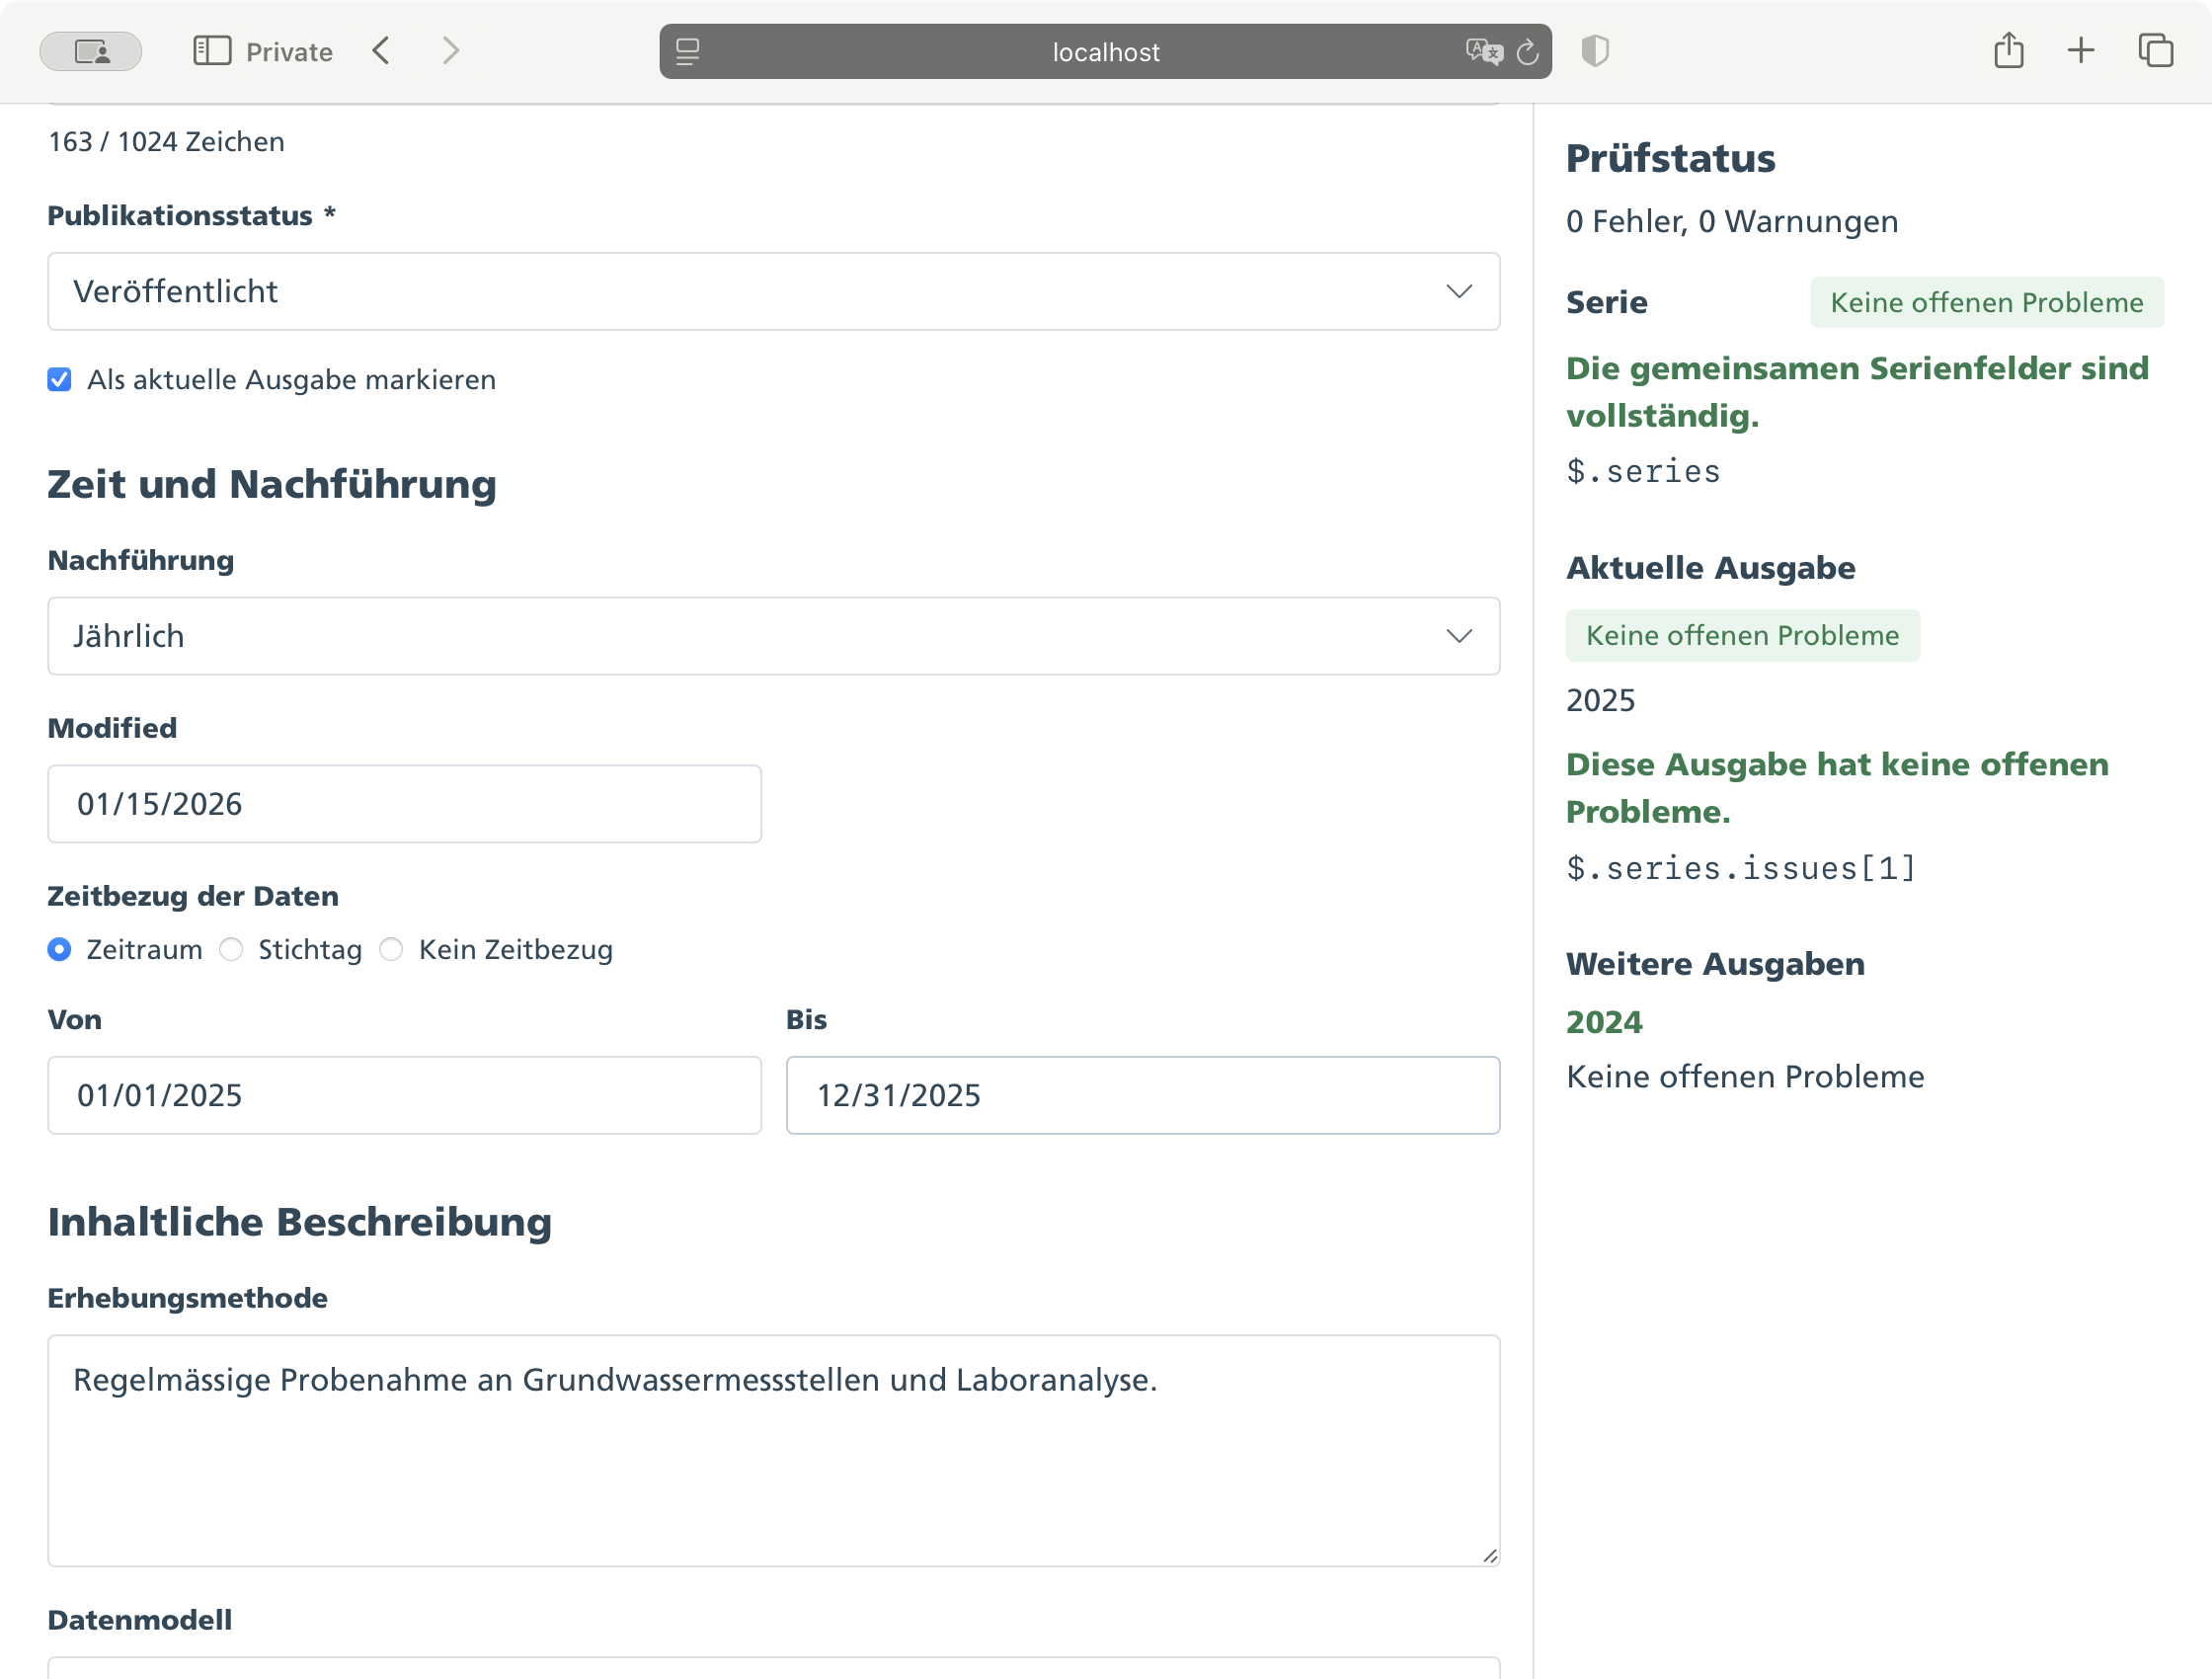 Private
localhost
163 / 1024 Zeichen
Publikationsstatus *
Veröffentlicht
Als aktuelle Ausgabe markieren
Zeit und Nachführung
Nachführung
Jährlich
Modified
01/15/2026
Zeitbezug der Daten
Zeitraum Stichtag Kein Zeitbezug
Von Bis
01/01/2025 12/31/2025
Inhaltliche Beschreibung
Erhebungsmethode
Regelmässige Probenahme an Grundwassermessstellen und Laboranalyse.
Datenmodell
Prüfstatus
0 Fehler, 0 Warnungen
Serie Keine offenen Probleme
Die gemeinsamen Serienfelder sind
vollständig.
$.series
Aktuelle Ausgabe
Keine offenen Probleme
2025
Diese Ausgabe hat keine offenen
Probleme.
$.series.issues[1]
Weitere Ausgaben
2024
Keine offenen Probleme